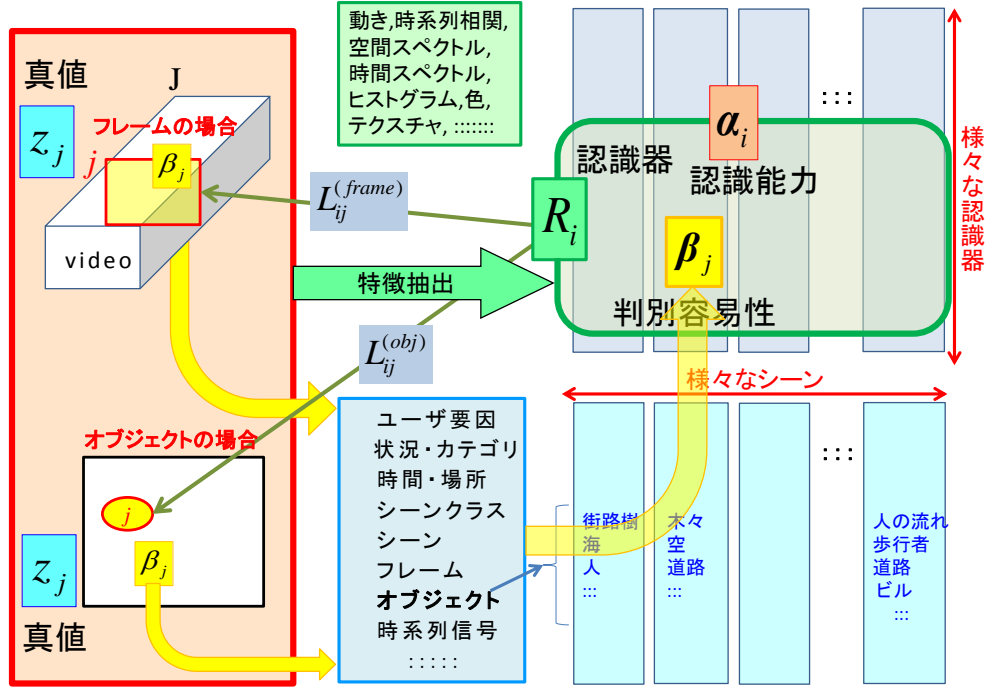 真値
J
z_j
フレームの場合
j
β_j
video
動き,時系列相関,
空間スペクトル,
時間スペクトル,
ヒストグラム,色,
テクスチャ, :::::::
L_{ij}^{(frame)}
特徴抽出
L_{ij}^{(obj)}
:::
α_i
認識器
認識能力
R_i
β_j
判別容易性
様々な認識器
様々なシーン
オブジェクトの場合
j
β_j
z_j
真値
ユーザ要因
状況・カテゴリ
時間・場所
シーンクラス
シーン
フレーム
オブジェクト
時系列信号
:::::
街路樹
海
人
:::
木々
空
道路
:::
:::
人の流れ
歩行者
道路
ビル
:::